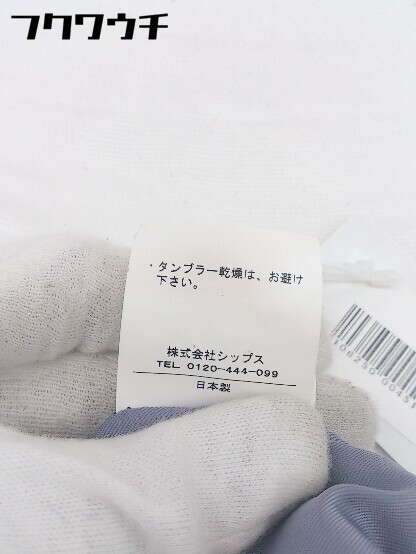 フクワウチ
・タンブラー乾燥は、お避け
下さい。
株式会社シップス
TEL 0120-444-099
日本製